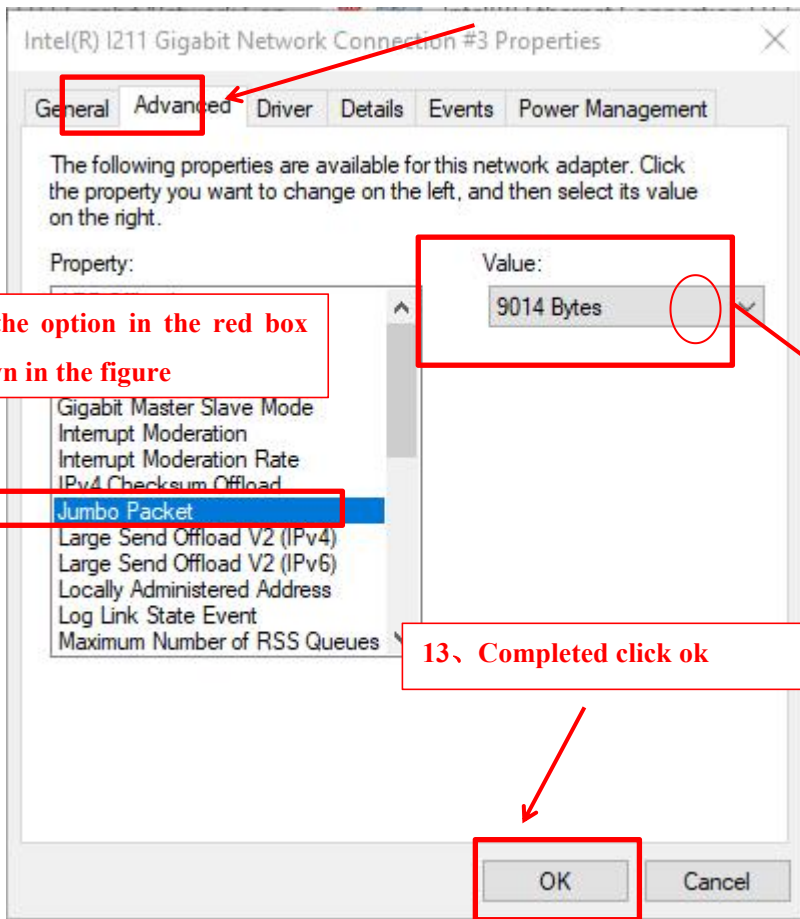 Intel(R) I211 Gigabit Network Connection #3 Properties
General Advanced Driver Details Events Power Management
The following properties are available for this network adapter. Click
the property you want to change on the left, and then select its value
on the right.
Property:
Value:
9014 Bytes
the option in the red box
in the figure
Gigabit Master Slave Mode
Interrupt Moderation
Interrupt Moderation Rate
IPv4 Checksum Offload
Jumbo Packet
Large Send Offload V2 (IPv4)
Large Send Offload V2 (IPv6)
Locally Administered Address
Log Link State Event
Maximum Number of RSS Queues
13、Completed click ok
OK Cancel